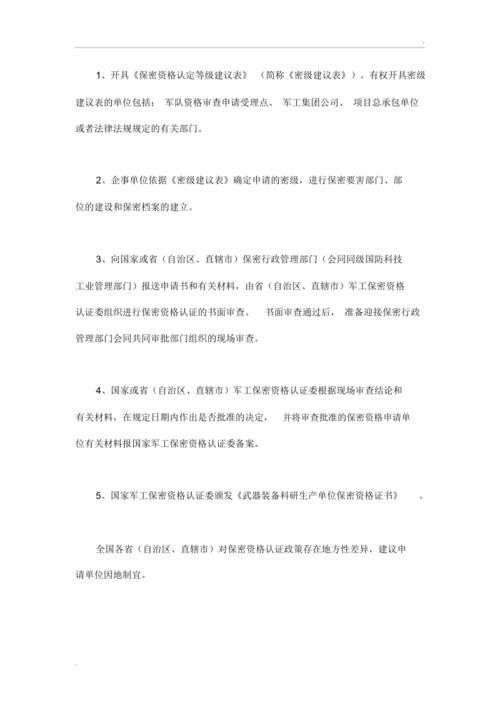 1、开具《保密资格认定等级建议表》 （简称《密级建议表》）。有权开具密级
建议表的单位包括： 军队资格审查申请受理点、 军工集团公司、 项目总承包单位
或者法律法规规定的有关部门。
2、企事单位依据《密级建议表》确定申请的密级，进行保密要害部门、部
位的建设和保密档案的建立。
3、向国家或省（自治区、直辖市）保密行政管理部门（会同同级国防科技
工业管理部门）报送申请书和有关材料，由省（自治区、直辖市）军工保密资格
认证委组织进行保密资格认证的书面审查。 书面审查通过后， 准备迎接保密行政
管理部门会同共同审批部门组织的现场审查。
4、国家或省（自治区、直辖市）军工保密资格认证委根据现场审查结论和
有关材料，在规定日期内作出是否批准的决定， 并将审查批准的保密资格申请单
位有关材料报国家军工保密资格认证委备案。
5、国家军工保密资格认证委颁发《武器装备科研生产单位保密资格证书》 。
全国各省（自治区、直辖市）对保密资格认证政策存在地方性差异，建议申
请单位因地制宜。